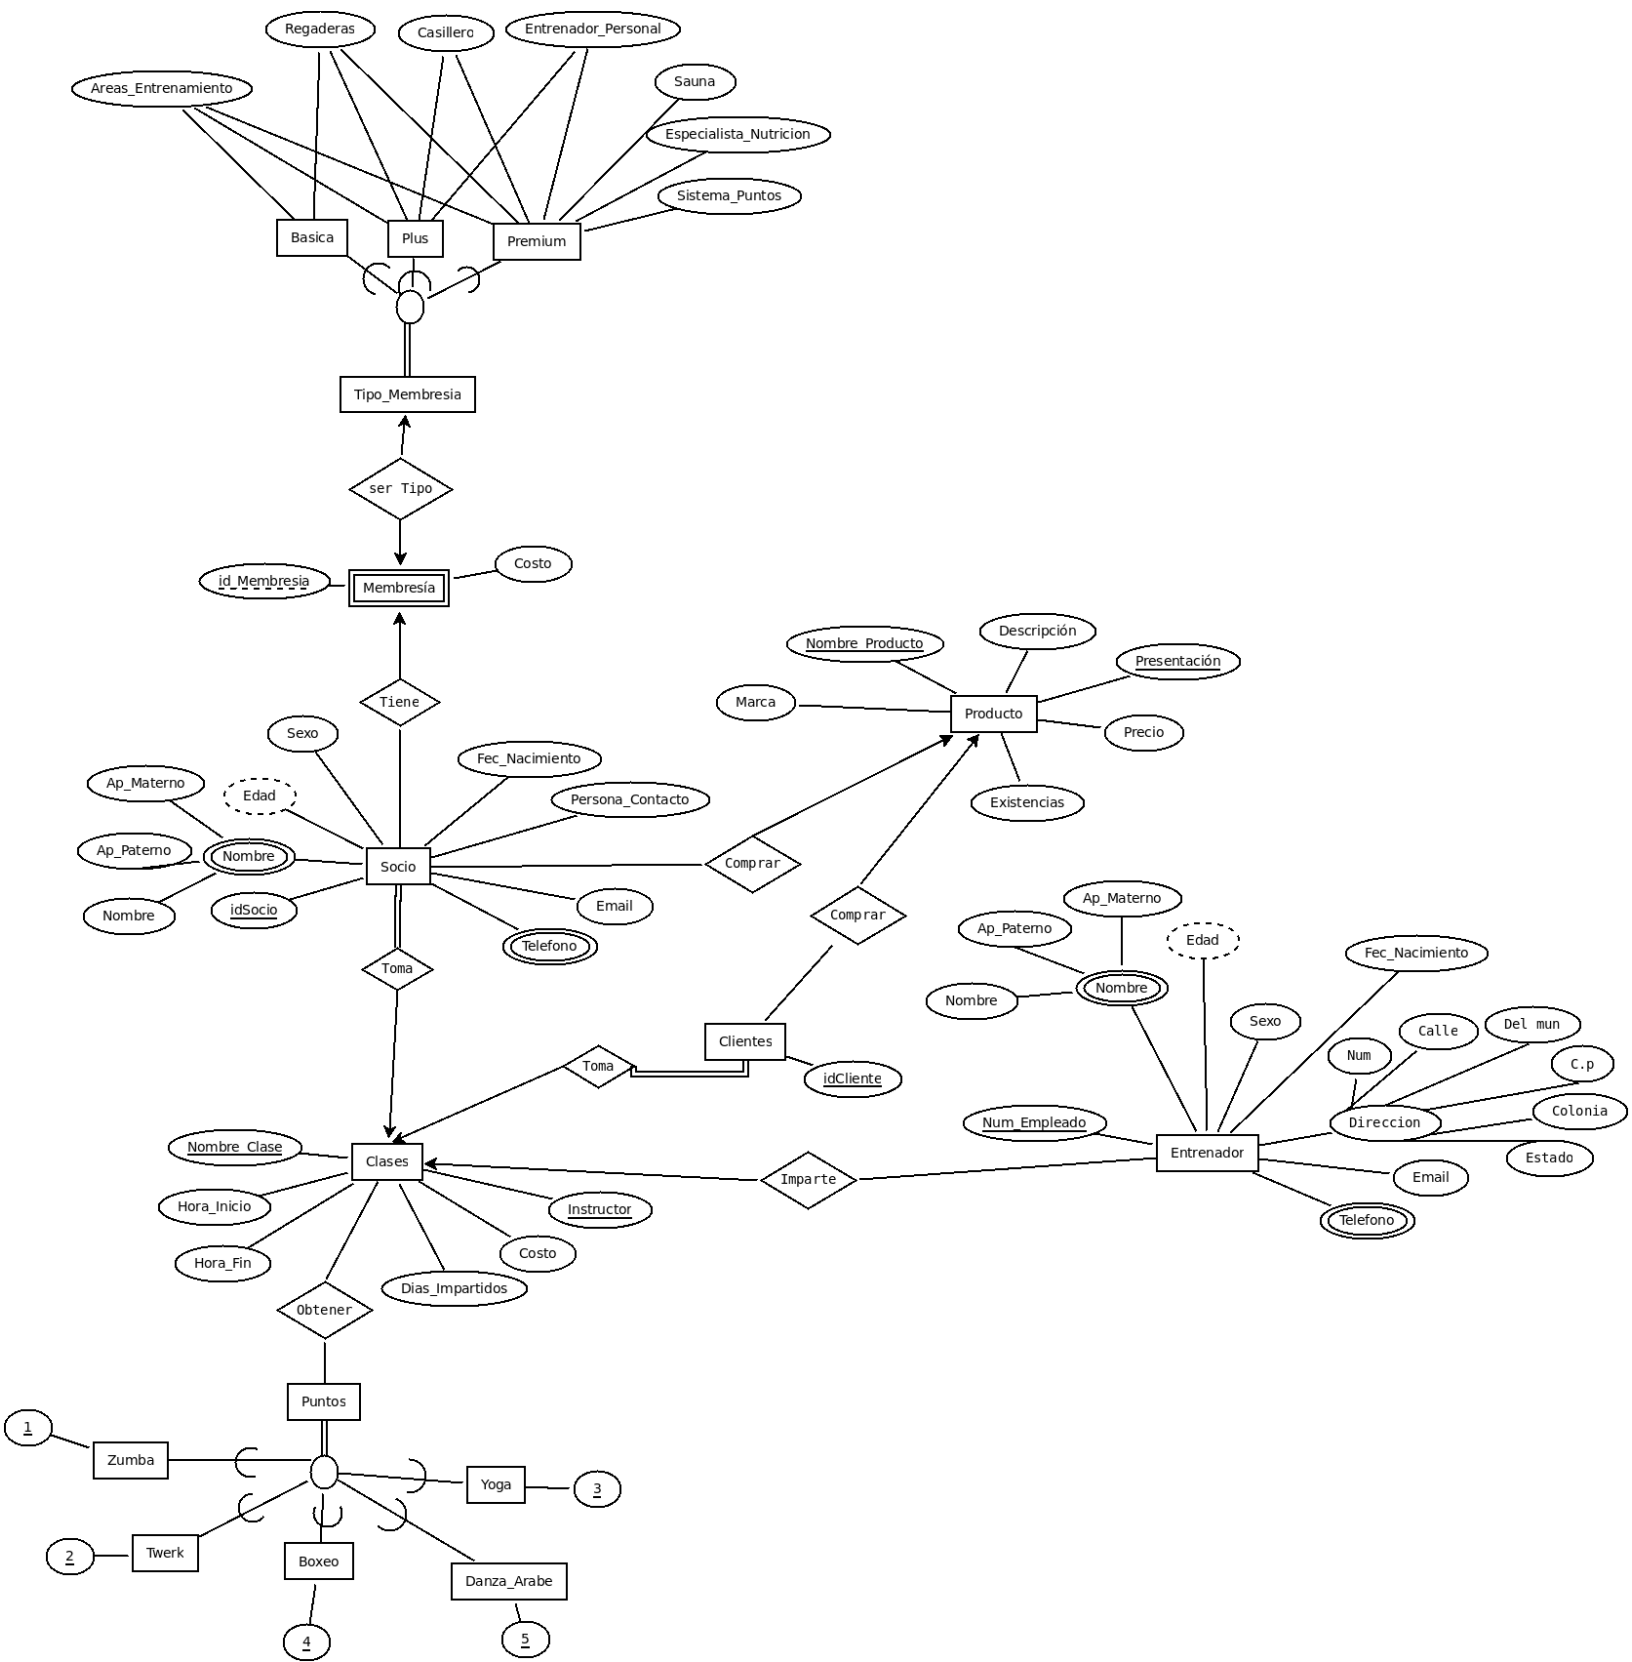 Regaderas
Casillero
Entrenador_Personal
Areas_Entrenamiento
Sauna
Especialista_Nutricion
Sistema_Puntos
Basica
Plus
Premium
Tipo_Membresia
ser Tipo
id_Membresia
Membresía
Costo
Nombre_Producto
Descripción
Presentación
Marca
Producto
Precio
Existencias
Tiene
Sexo
Fec_Nacimiento
Ap_Materno
Edad
Persona_Contacto
Ap_Paterno
Nombre
Socio
Comprar
Nombre
idSocio
Email
Telefono
Comprar
Toma
Ap_Materno
Ap_Paterno
Edad
Fec_Nacimiento
Nombre
Nombre
Sexo
Num
Calle
Del mun
C.p
Colonia
Direccion
Estado
Clientes
Toma
idCliente
Num_Empleado
Entrenador
Email
Telefono
Nombre_Clase
Clases
Imparte
Hora_Inicio
Instructor
Hora_Fin
Costo
Dias_Impartidos
Obtener
Puntos
1
Zumba
Yoga
3
2
Twerk
Boxeo
Danza_Arabe
4
5